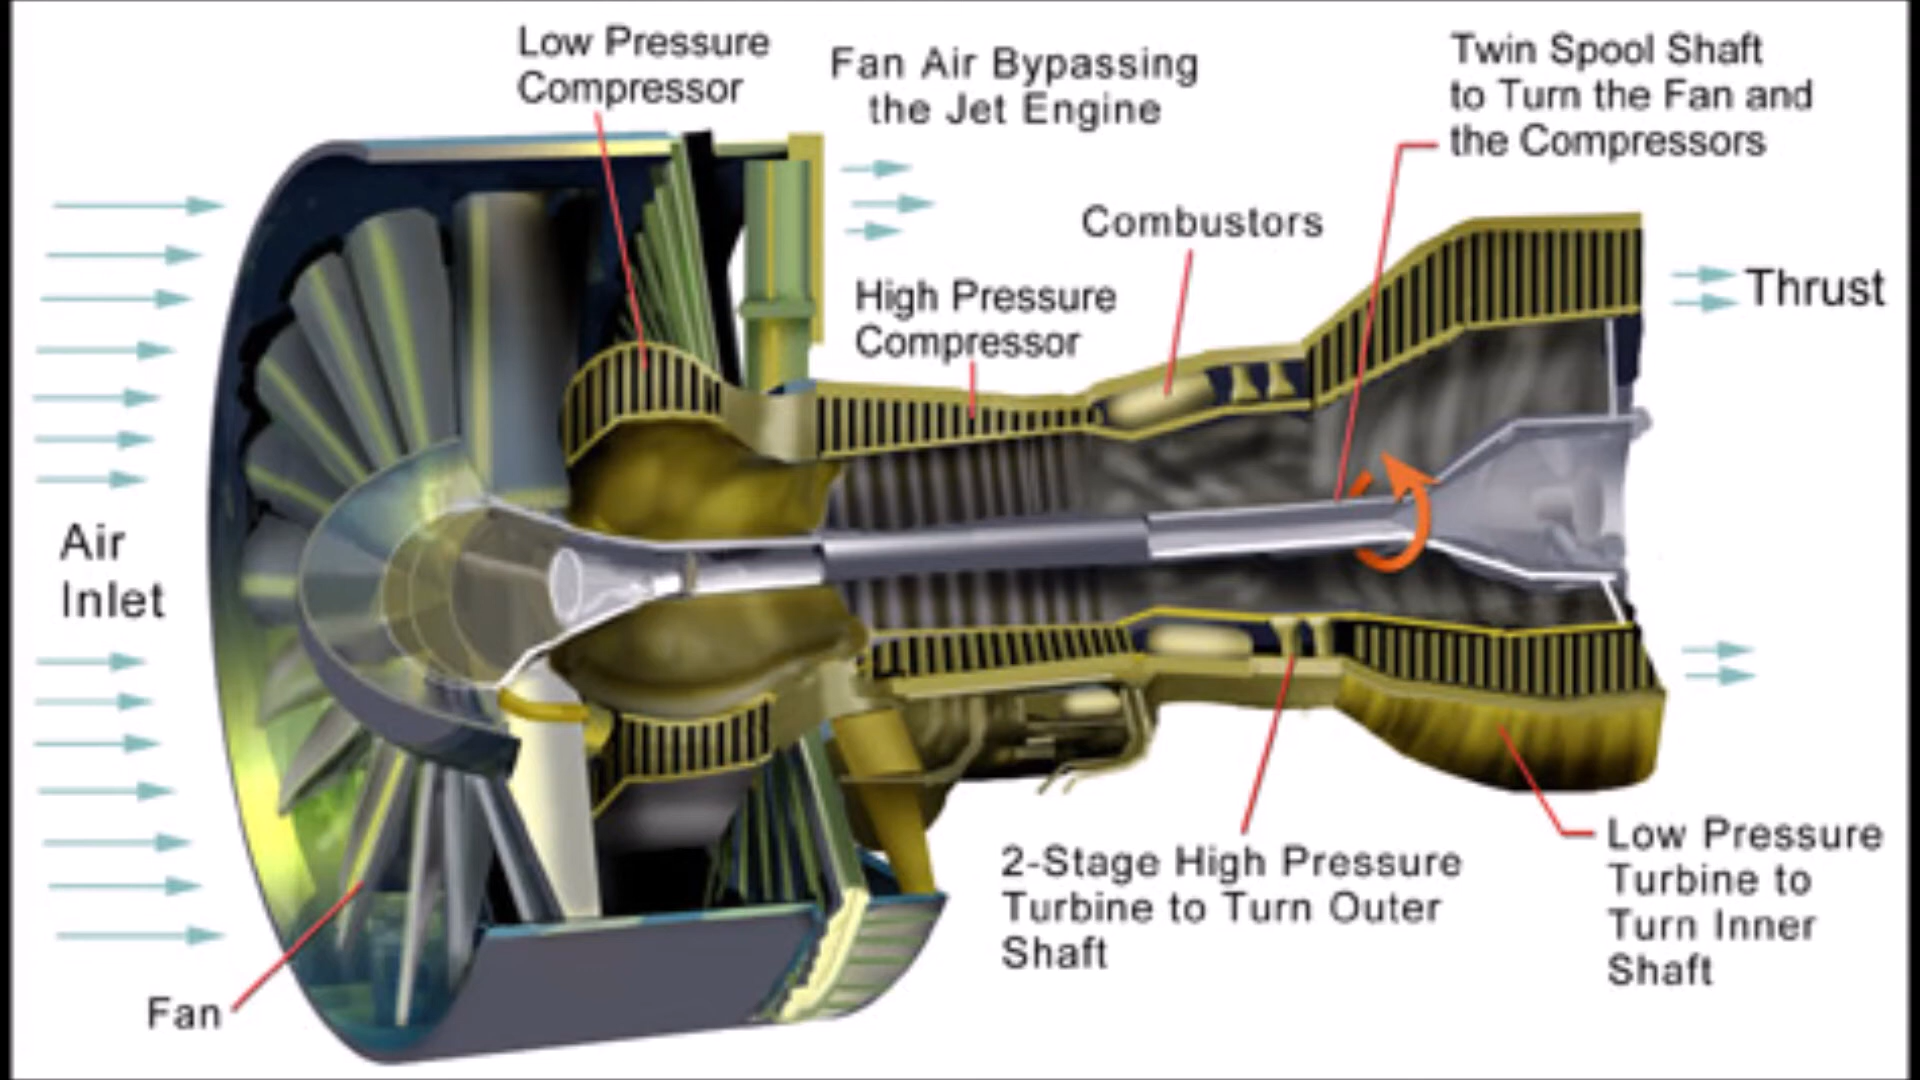 Low Pressure
Compressor
Fan Air Bypassing
the Jet Engine
Twin Spool Shaft
to Turn the Fan and
the Compressors
Combustors
High Pressure
Compressor
Thrust
Air
Inlet
2-Stage High Pressure
Turbine to Turn Outer
Shaft
Low Pressure
Turbine to
Turn Inner
Shaft
Fan